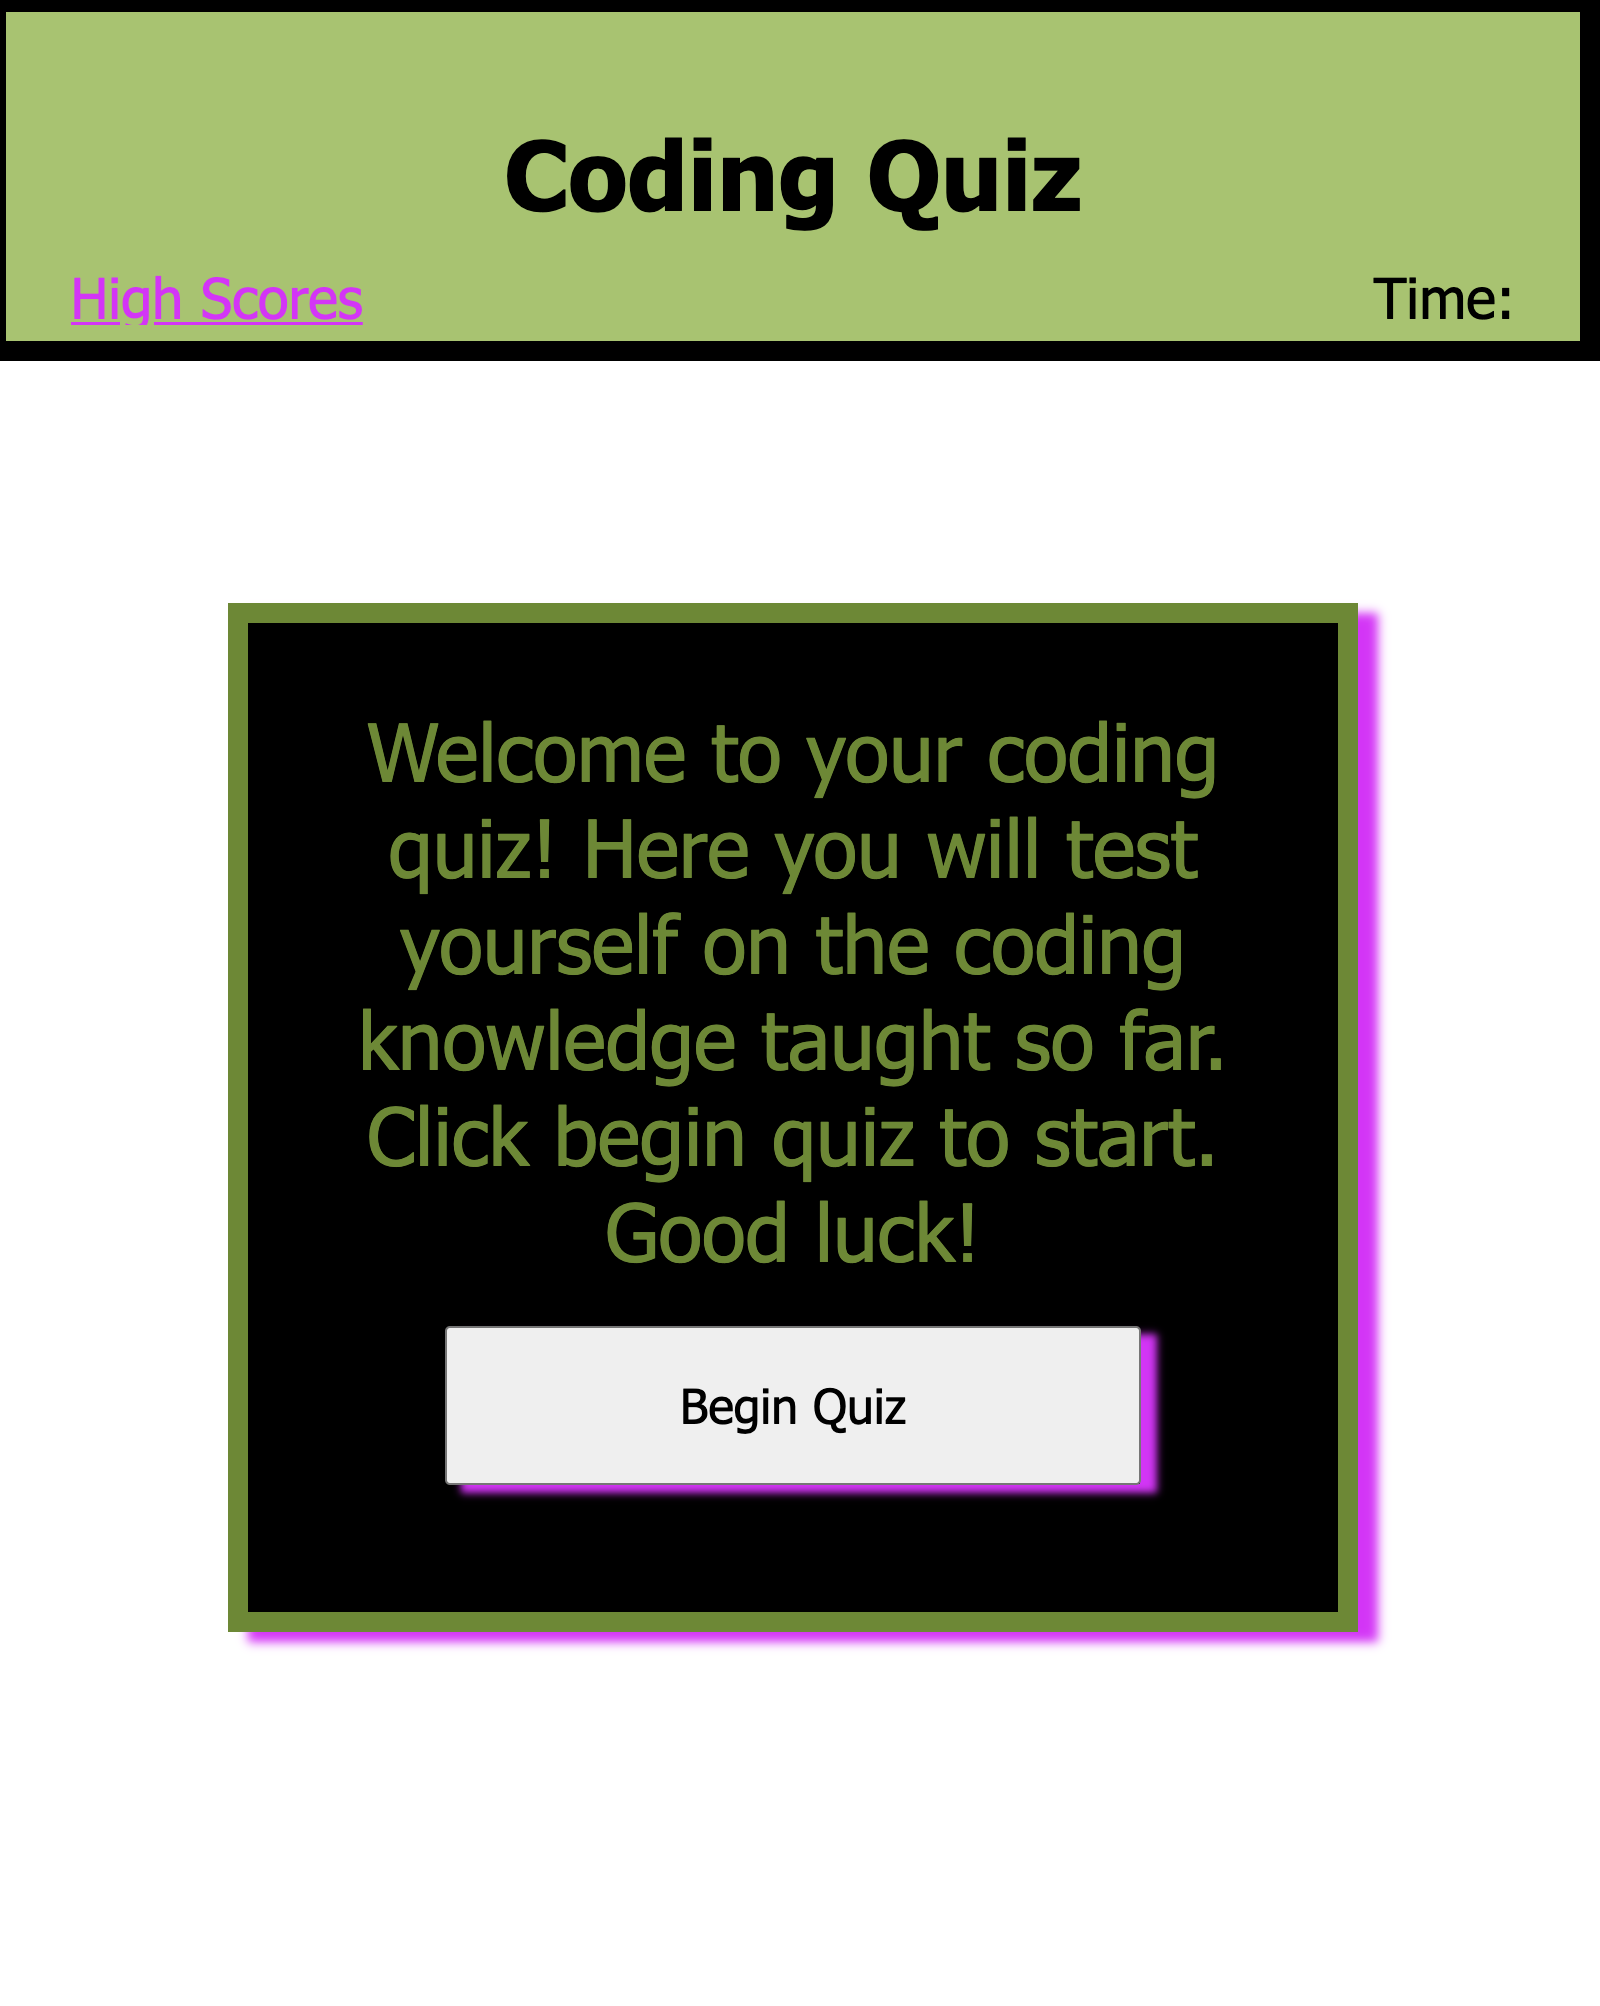 Coding Quiz
High Scores
Time:
Welcome to your coding
quiz! Here you will test
yourself on the coding
knowledge taught so far.
Click begin quiz to start.
Good luck!
Begin Quiz